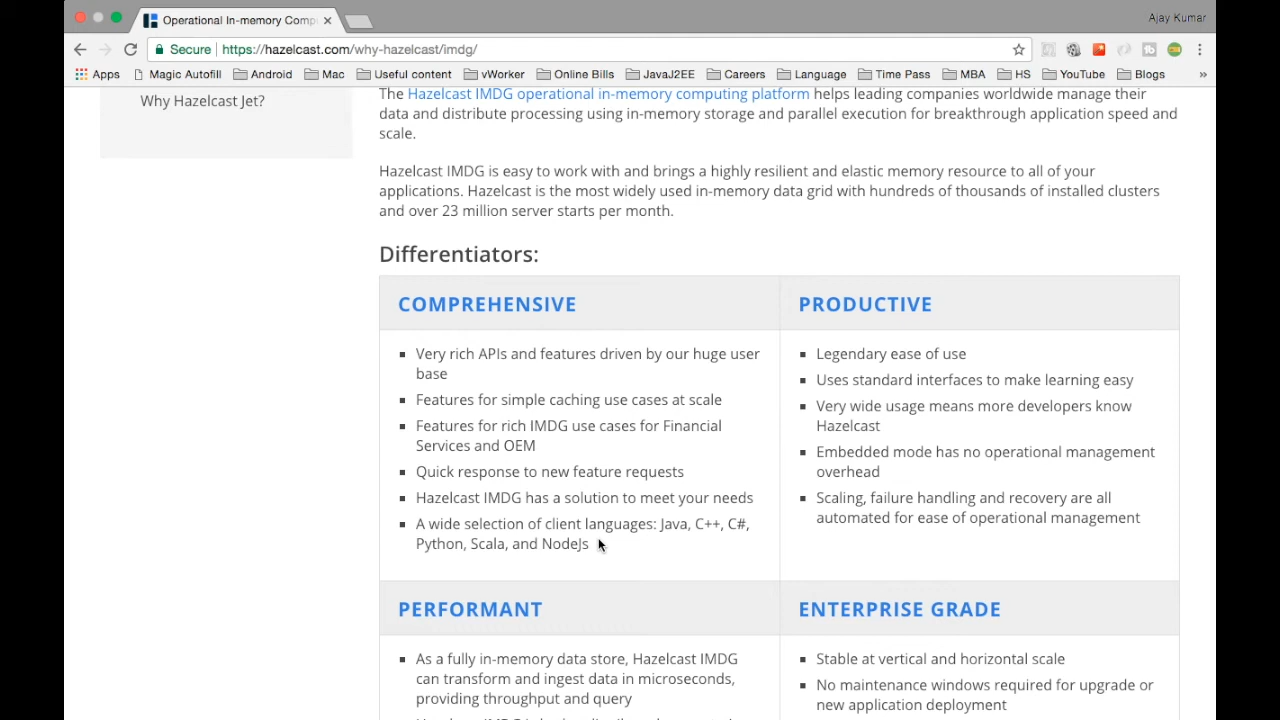 Operational In-memory Comp
Ajay Kumar
Secure https://hazelcast.com/why-hazelcast/imdg/
Apps Magic Autofill Android Mac Useful content vWorker Online Bills JavaJ2EE Careers Language Time Pass MBA HS YouTube Blogs »
Why Hazelcast Jet?
The Hazelcast IMDG operational in-memory computing platform helps leading companies worldwide manage their
data and distribute processing using in-memory storage and parallel execution for breakthrough application speed and
scale.
Hazelcast IMDG is easy to work with and brings a highly resilient and elastic memory resource to all of your
applications. Hazelcast is the most widely used in-memory data grid with hundreds of thousands of installed clusters
and over 23 million server starts per month.
Differentiators:
COMPREHENSIVE
Very rich APIs and features driven by our huge user
base
Features for simple caching use cases at scale
Features for rich IMDG use cases for Financial
Services and OEM
Quick response to new feature requests
Hazelcast IMDG has a solution to meet your needs
A wide selection of client languages: Java, C++, C#,
Python, Scala, and NodeJs
PRODUCTIVE
Legendary ease of use
Uses standard interfaces to make learning easy
Very wide usage means more developers know
Hazelcast
Embedded mode has no operational management
overhead
Scaling, failure handling and recovery are all
automated for ease of operational management
PERFORMANT
As a fully in-memory data store, Hazelcast IMDG
can transform and ingest data in microseconds,
providing throughput and query
ENTERPRISE GRADE
Stable at vertical and horizontal scale
No maintenance windows required for upgrade or
new application deployment